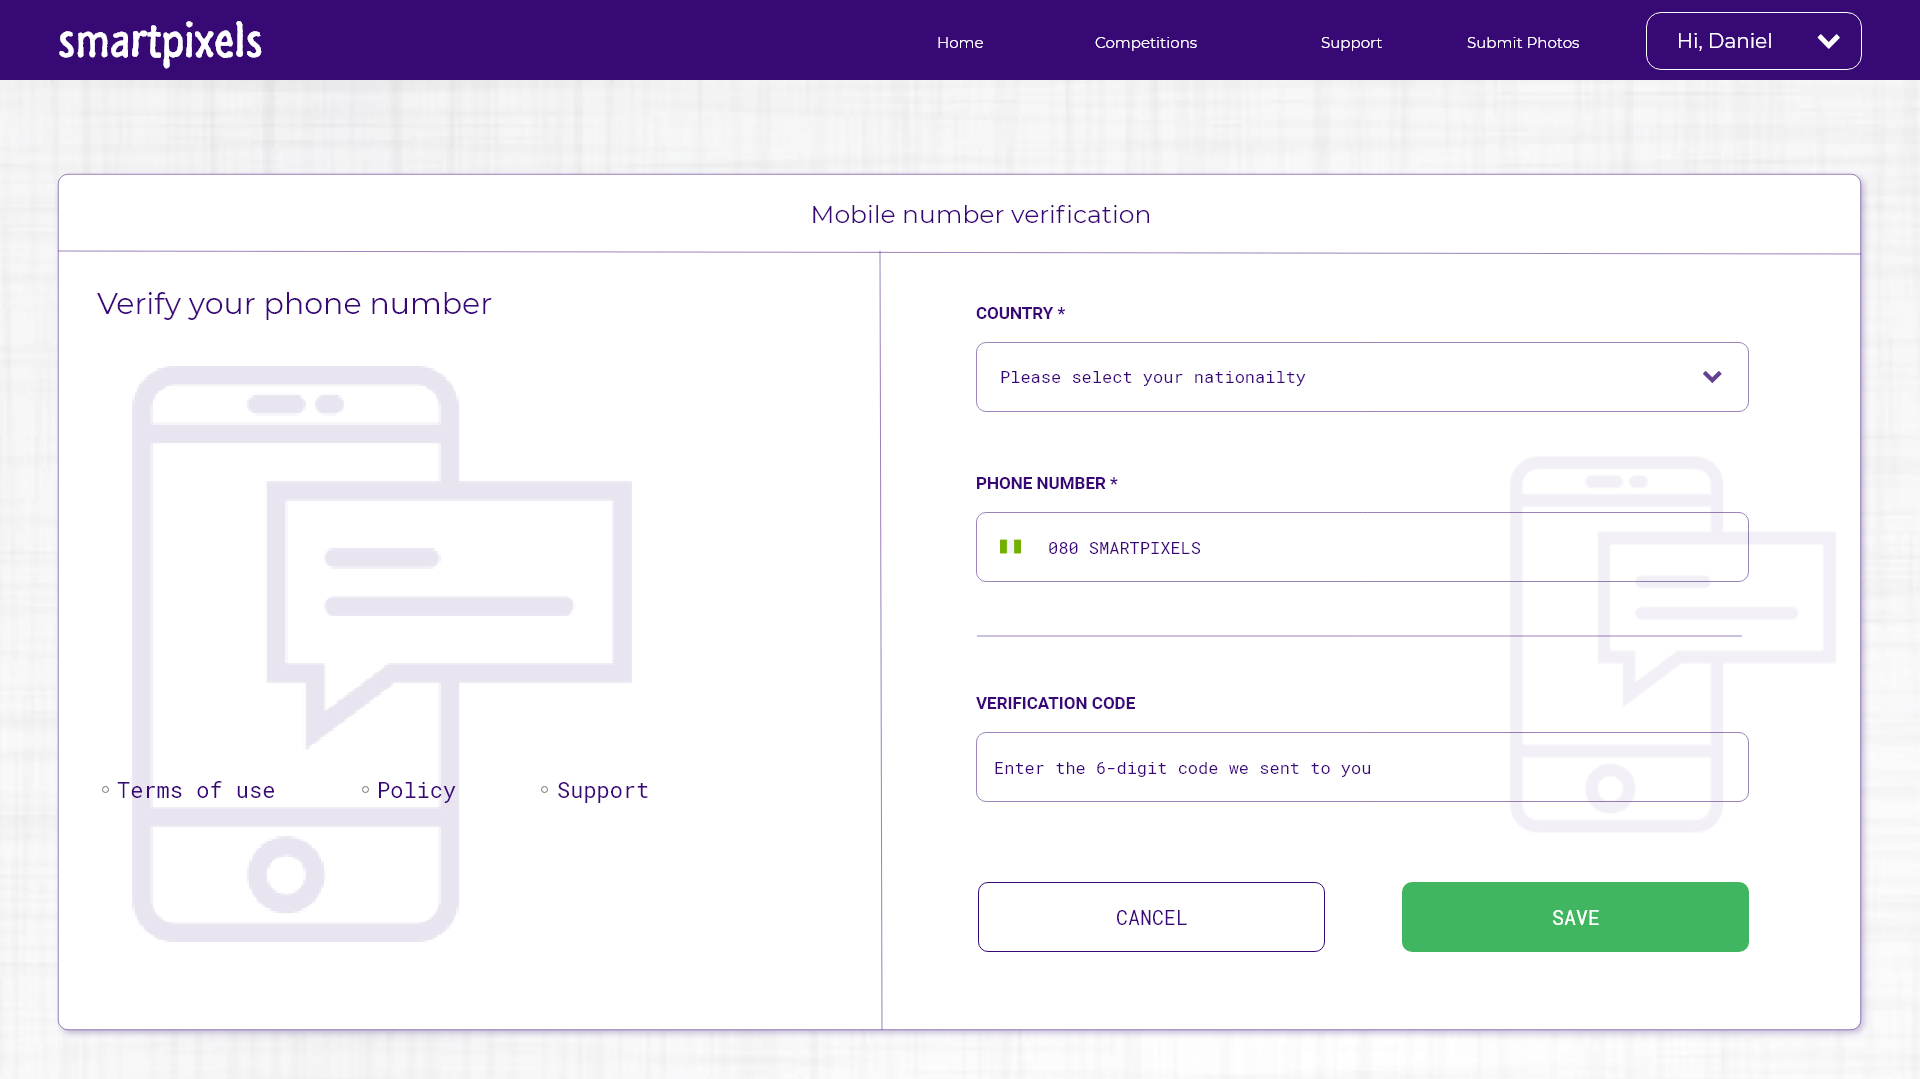 smartpixels
Home
Competitions
Support
Submit Photos
Hi, Daniel
Mobile number verification
Verify your phone number
Terms of use
Policy
Support
COUNTRY *
Please select your nationailty
PHONE NUMBER *
080 SMARTPIXELS
VERIFICATION CODE
Enter the 6-digit code we sent to you
CANCEL
SAVE